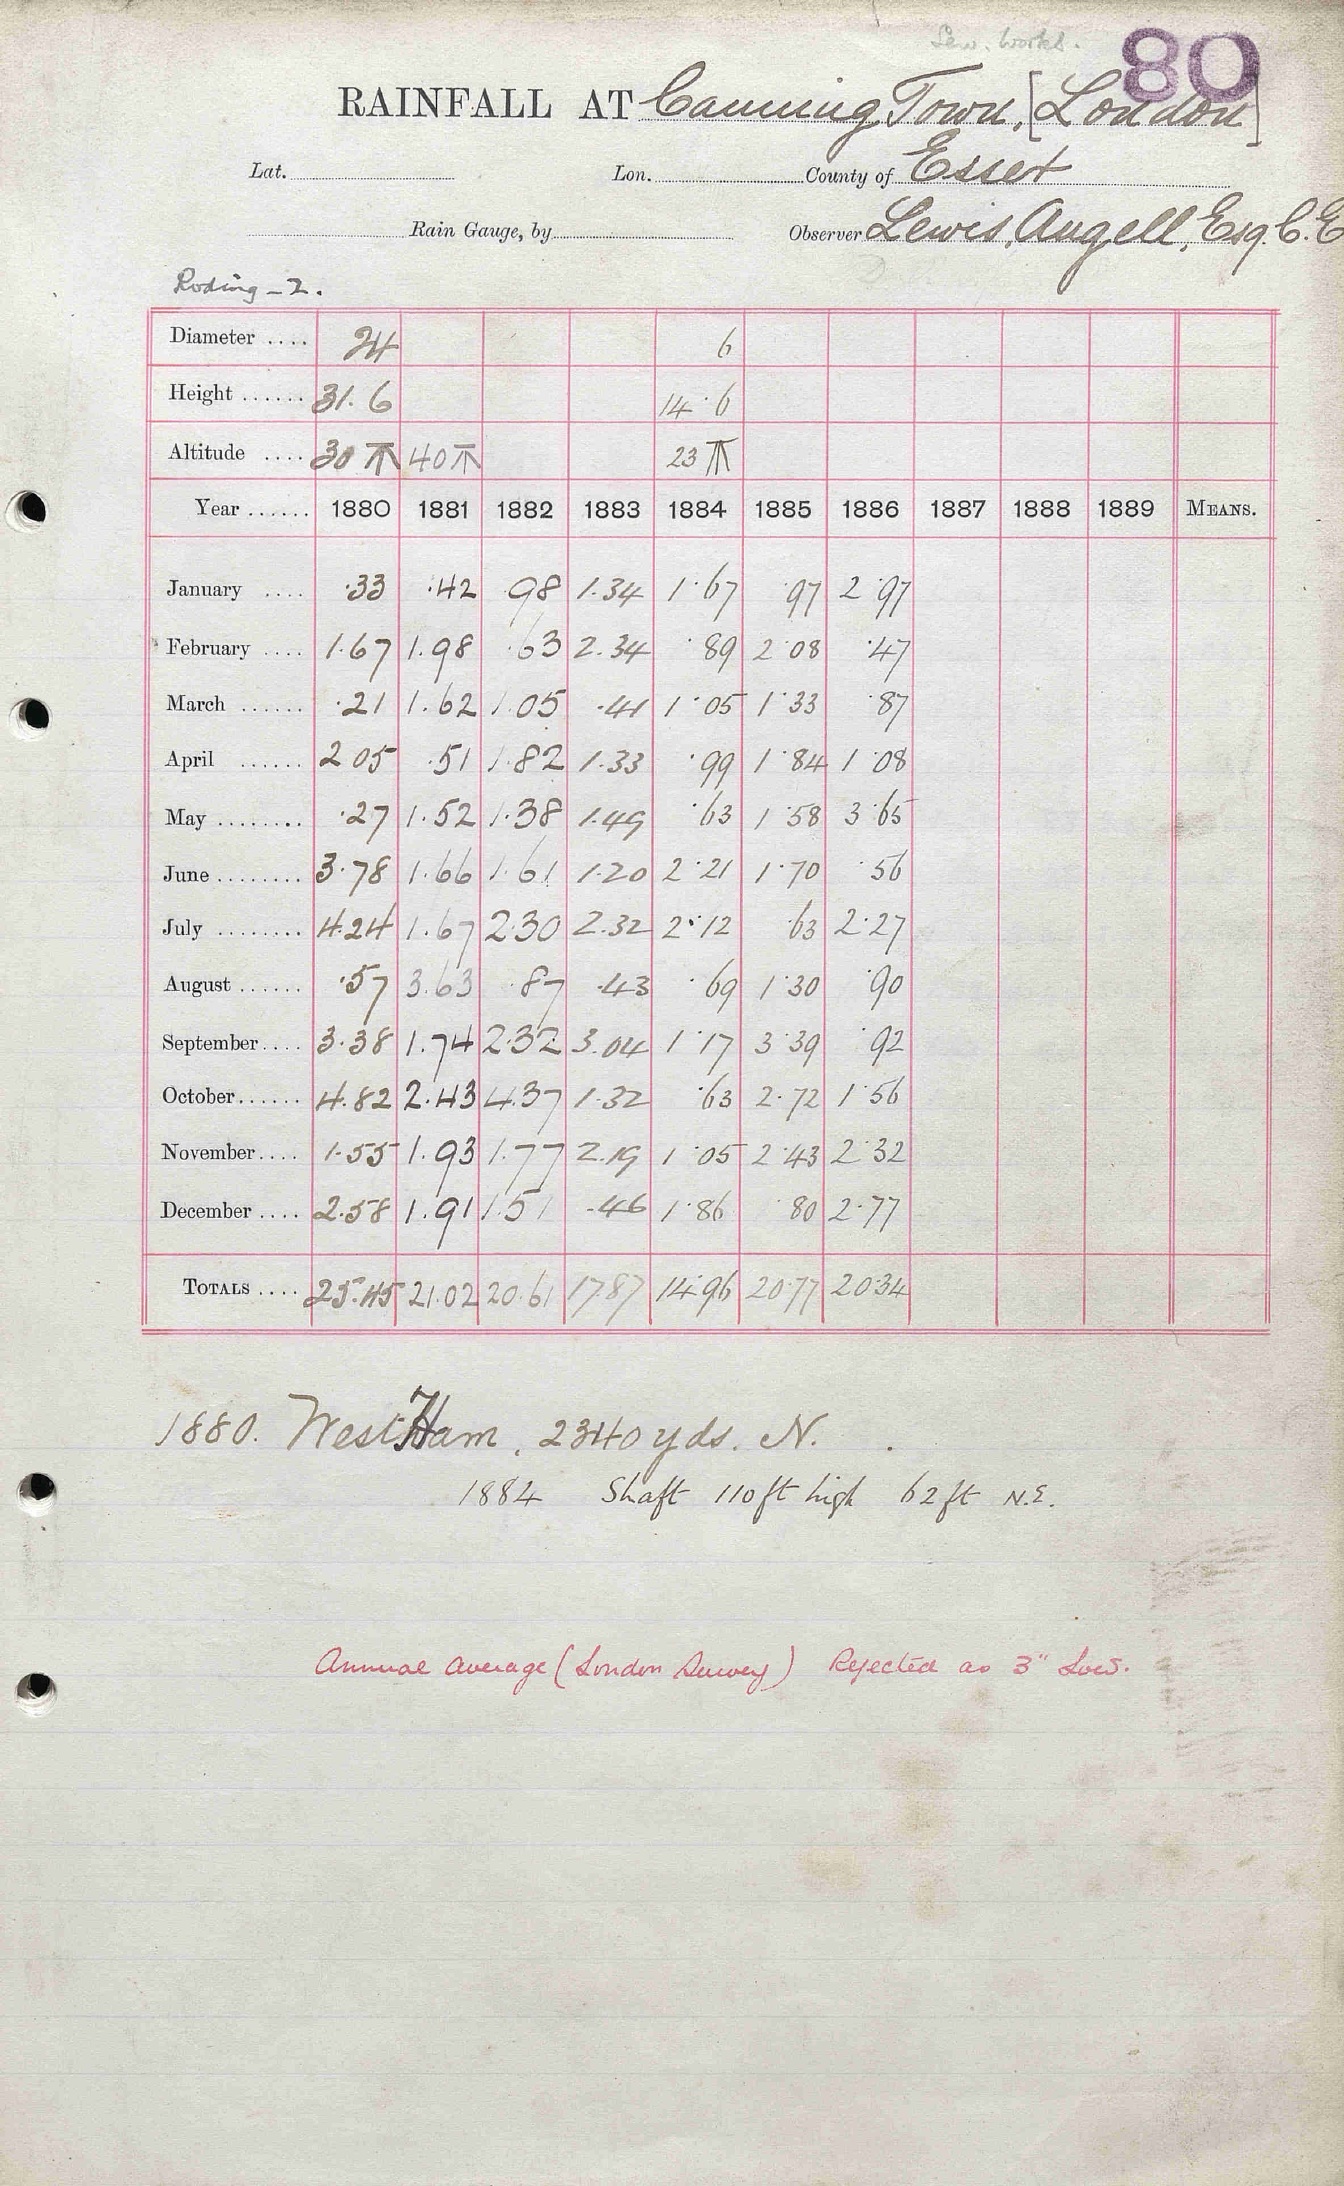 Sew. Works.
80
RAINFALL AT Canning Town, [London]
Lat. Lon. County of Essex
Rain Gauge, by Observer Lewis, Angell, Esq. C.E
Roding - 2.
Diameter .... 24 6
Height ...... 31.6 14.6
Altitude .... 30 40 23
Year ...... 1880 1881 1882 1883 1884 1885 1886 1887 1888 1889 MEANS.
January .... .33 .42 .98 1.34 1.67 .97 2.97
February .... 1.67 1.98 .63 2.34 .89 2.08 .47
March ...... .21 1.62 1.05 .41 1.05 1.33 .87
April ...... 2.05 .51 1.82 1.33 .99 1.84 1.08
May ........ .27 1.52 1.38 1.49 .63 1.58 3.65
June ........ 3.78 1.66 1.61 1.20 2.21 1.70 .56
July ........ 4.24 1.67 2.30 2.32 2.12 .63 2.27
August ...... .57 3.63 .87 .43 .69 1.30 .90
September.... 3.38 1.74 2.32 3.04 1.17 3.39 .92
October...... 4.82 2.43 4.37 1.32 .63 2.72 1.56
November.... 1.55 1.93 1.77 2.19 1.05 2.43 2.32
December .... 2.58 1.91 1.51 .46 1.86 .80 2.77
TOTALS .... 25.45 21.02 20.61 17.87 14.96 20.77 20.34
1880. West Ham, 2340 yds. N.
1884 Shaft 110 ft high 62 ft N.E.
Annual Average (London Survey) Rejected as 3" Low.